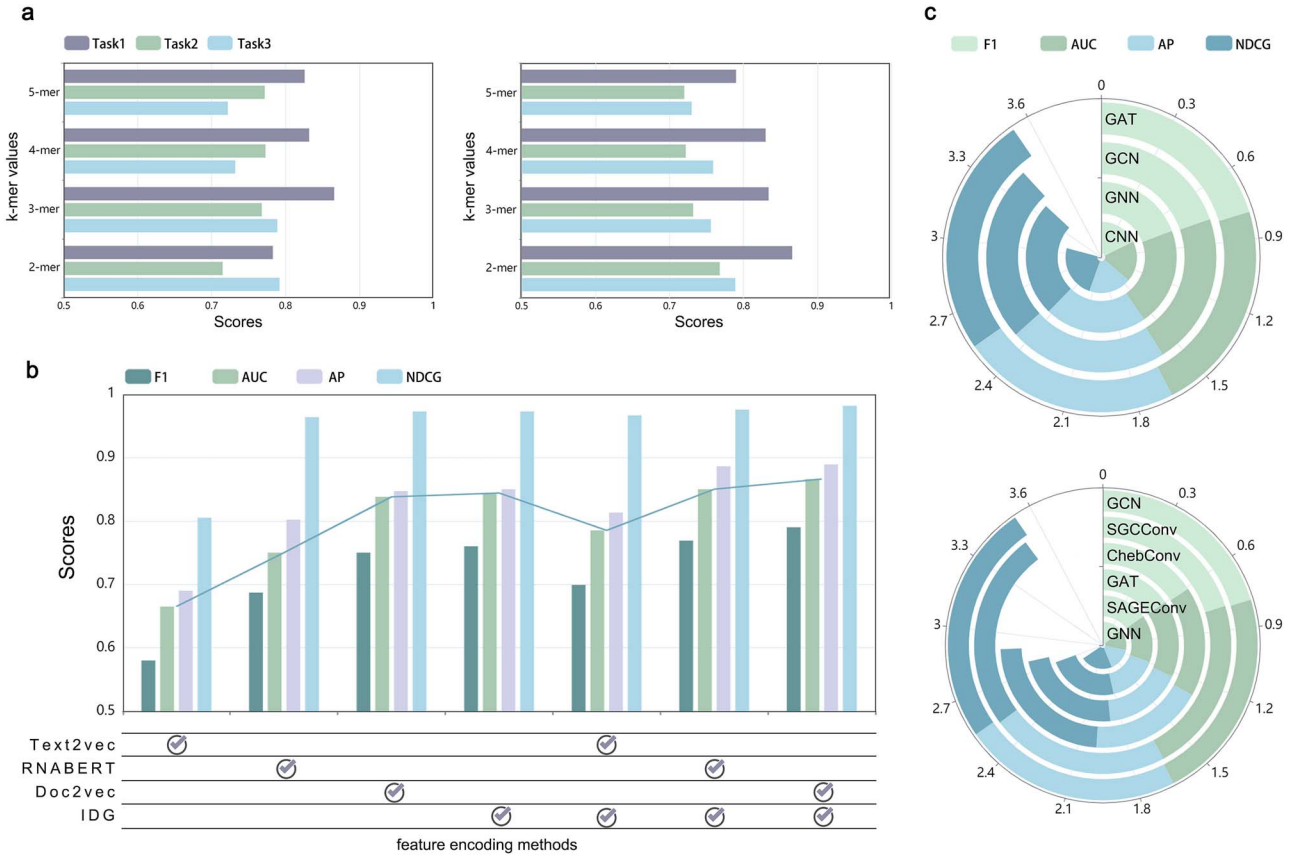 a
Task1 Task2 Task3
k-mer values
5-mer
4-mer
3-mer
2-mer
0.5 0.6 0.7 0.8 0.9 1
Scores
k-mer values
5-mer
4-mer
3-mer
2-mer
0.5 0.6 0.7 0.8 0.9 1
Scores
b
F1 AUC AP NDCG
Scores
1
0.9
0.8
0.7
0.6
0.5
Text2vec
RNABERT
Doc2vec
IDG
feature encoding methods
c
F1 AUC AP NDCG
0
0.3
0.6
0.9
1.2
1.5
1.8
2.1
2.4
2.7
3
3.3
3.6
GAT
GCN
GNN
CNN
0
0.3
0.6
0.9
1.2
1.5
1.8
2.1
2.4
2.7
3
3.3
3.6
GCN
SGCConv
ChebConv
GAT
SAGEConv
GNN